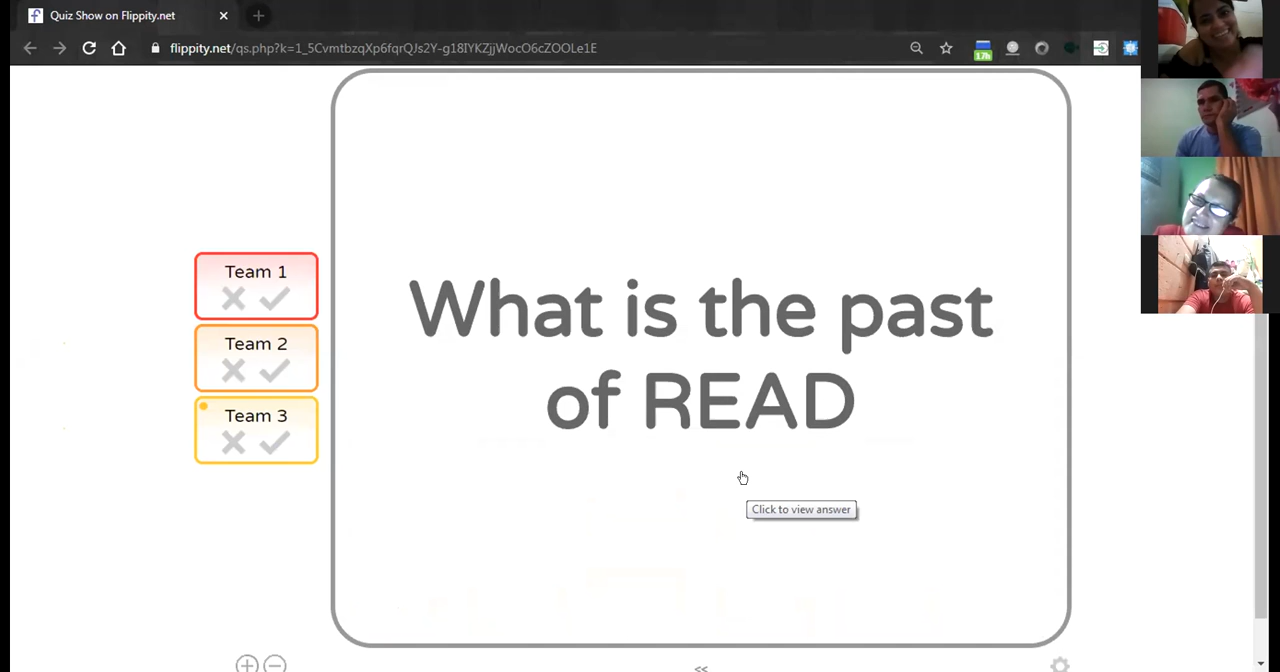 Quiz Show on Flippity.net
flippity.net/qs.php?k=1_5CvmtbzqXp6fqrQJs2Y-g18IYKZjjWocO6cZOOLe1E
17h
Team 1
Team 2
Team 3
What is the past
of READ
Click to view answer
<<